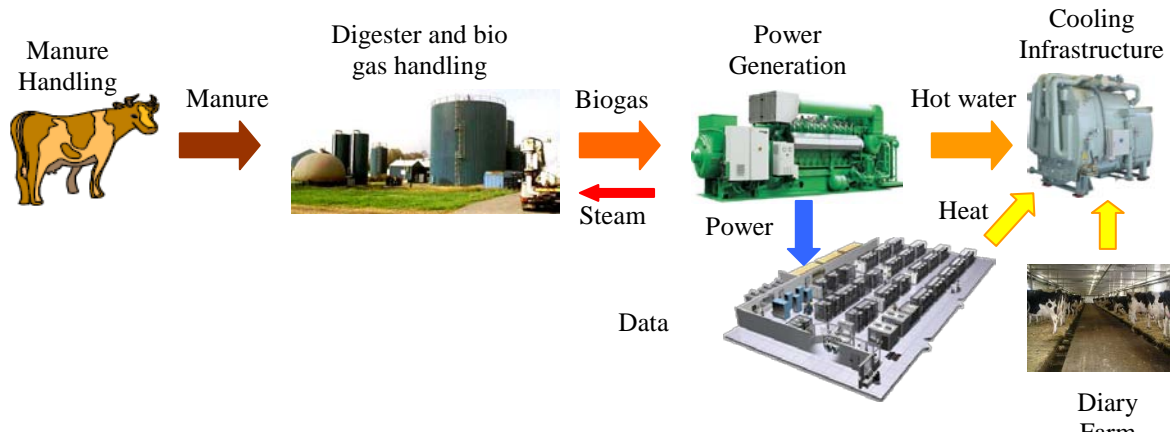 Manure
Handling
Manure
Digester and bio
gas handling
Biogas
Steam
Power
Generation
Power
Hot water
Cooling
Infrastructure
Heat
Data
Diary
Farm